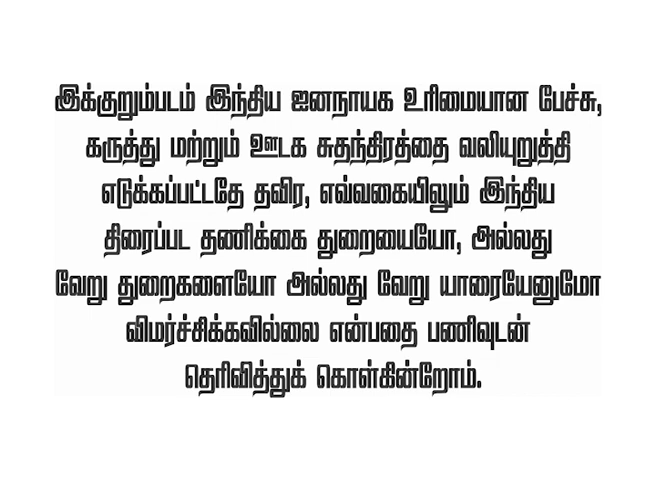 இக்குறும்படம் இந்திய ஜனநாயக உரிமையான பேச்சு,
கருத்து மற்றும் ஊடக சுதந்திரத்தை வலியுறுத்தி
எடுக்கப்பட்டதே தவிர, எவ்வகையிலும் இந்திய
திரைப்பட தணிக்கை துறையையோ, அல்லது
வேறு துறைகளையோ அல்லது வேறு யாரையேனுமோ
விமர்ச்சிக்கவில்லை என்பதை பணிவுடன்
தெரிவித்துக் கொள்கின்றோம்.